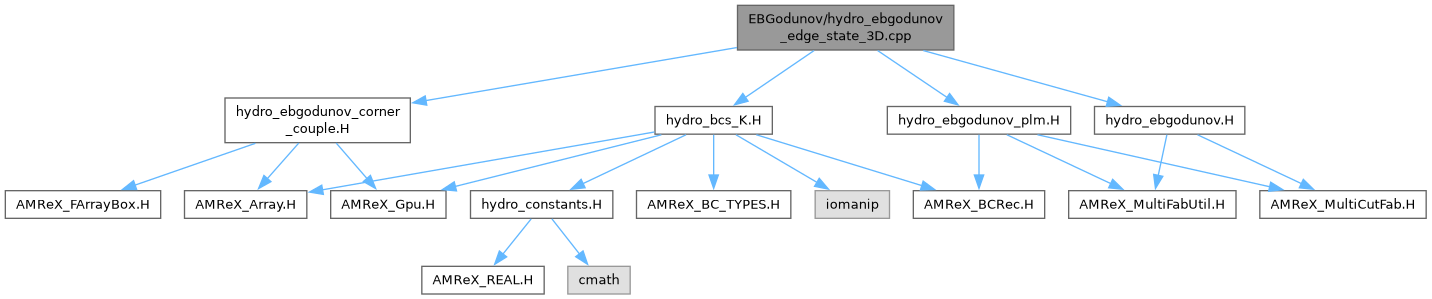 EBGodunov/hydro_ebgodunov
_edge_state_3D.cpp
hydro_ebgodunov_corner
_couple.H
hydro_bcs_K.H
hydro_ebgodunov_plm.H
hydro_ebgodunov.H
AMReX_FArrayBox.H
AMReX_Array.H
AMReX_Gpu.H
hydro_constants.H
AMReX_BC_TYPES.H
iomanip
AMReX_BCRec.H
AMReX_MultiFabUtil.H
AMReX_MultiCutFab.H
AMReX_REAL.H
cmath